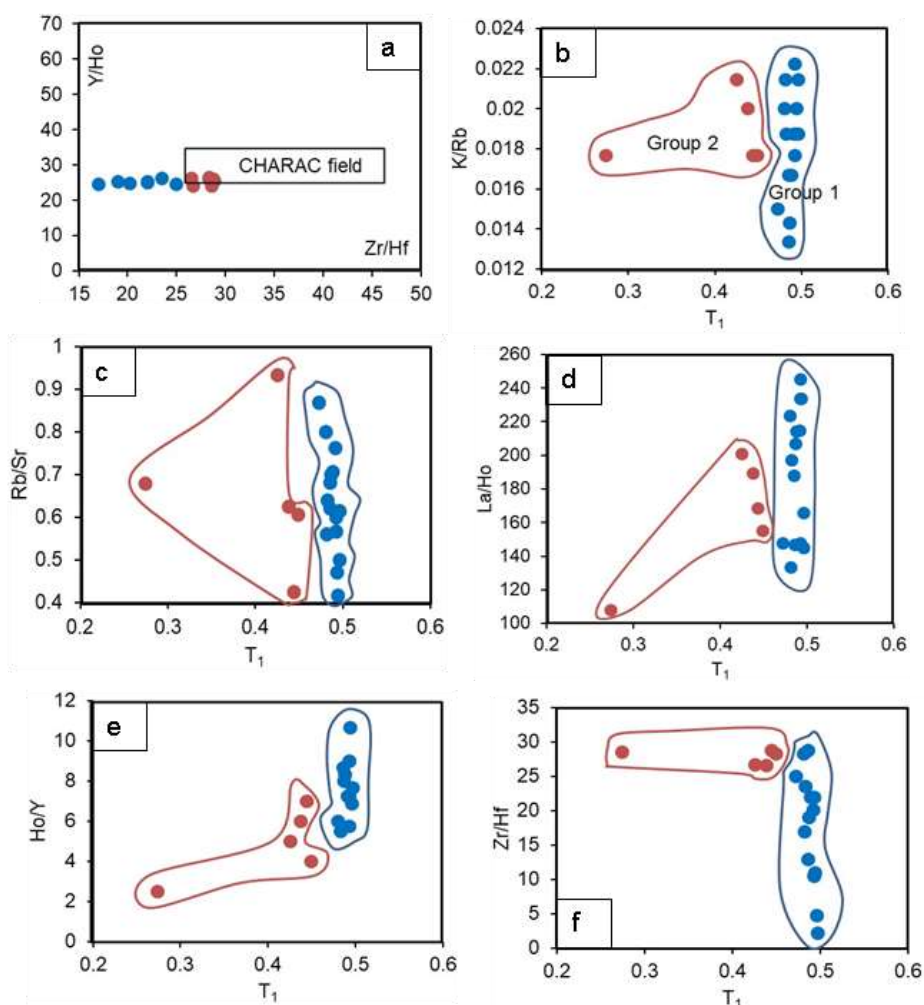 a
Y/Ho
70
60
50
40
30
20
10
0
CHARAC field
Zr/Hf
15 20 25 30 35 40 45 50
b
K/Rb
0.024
0.022
0.02
0.018
0.016
0.014
0.012
Group 2
Group 1
0.2 0.3 0.4 0.5 0.6
T1
c
Rb/Sr
1
0.9
0.8
0.7
0.6
0.5
0.4
0.2 0.3 0.4 0.5 0.6
T1
d
La/Ho
260
240
220
200
180
160
140
120
100
0.2 0.3 0.4 0.5 0.6
T1
e
Ho/Y
12
10
8
6
4
2
0
0.2 0.3 0.4 0.5 0.6
T1
f
Zr/Hf
35
30
25
20
15
10
5
0
0.2 0.3 0.4 0.5 0.6
T1